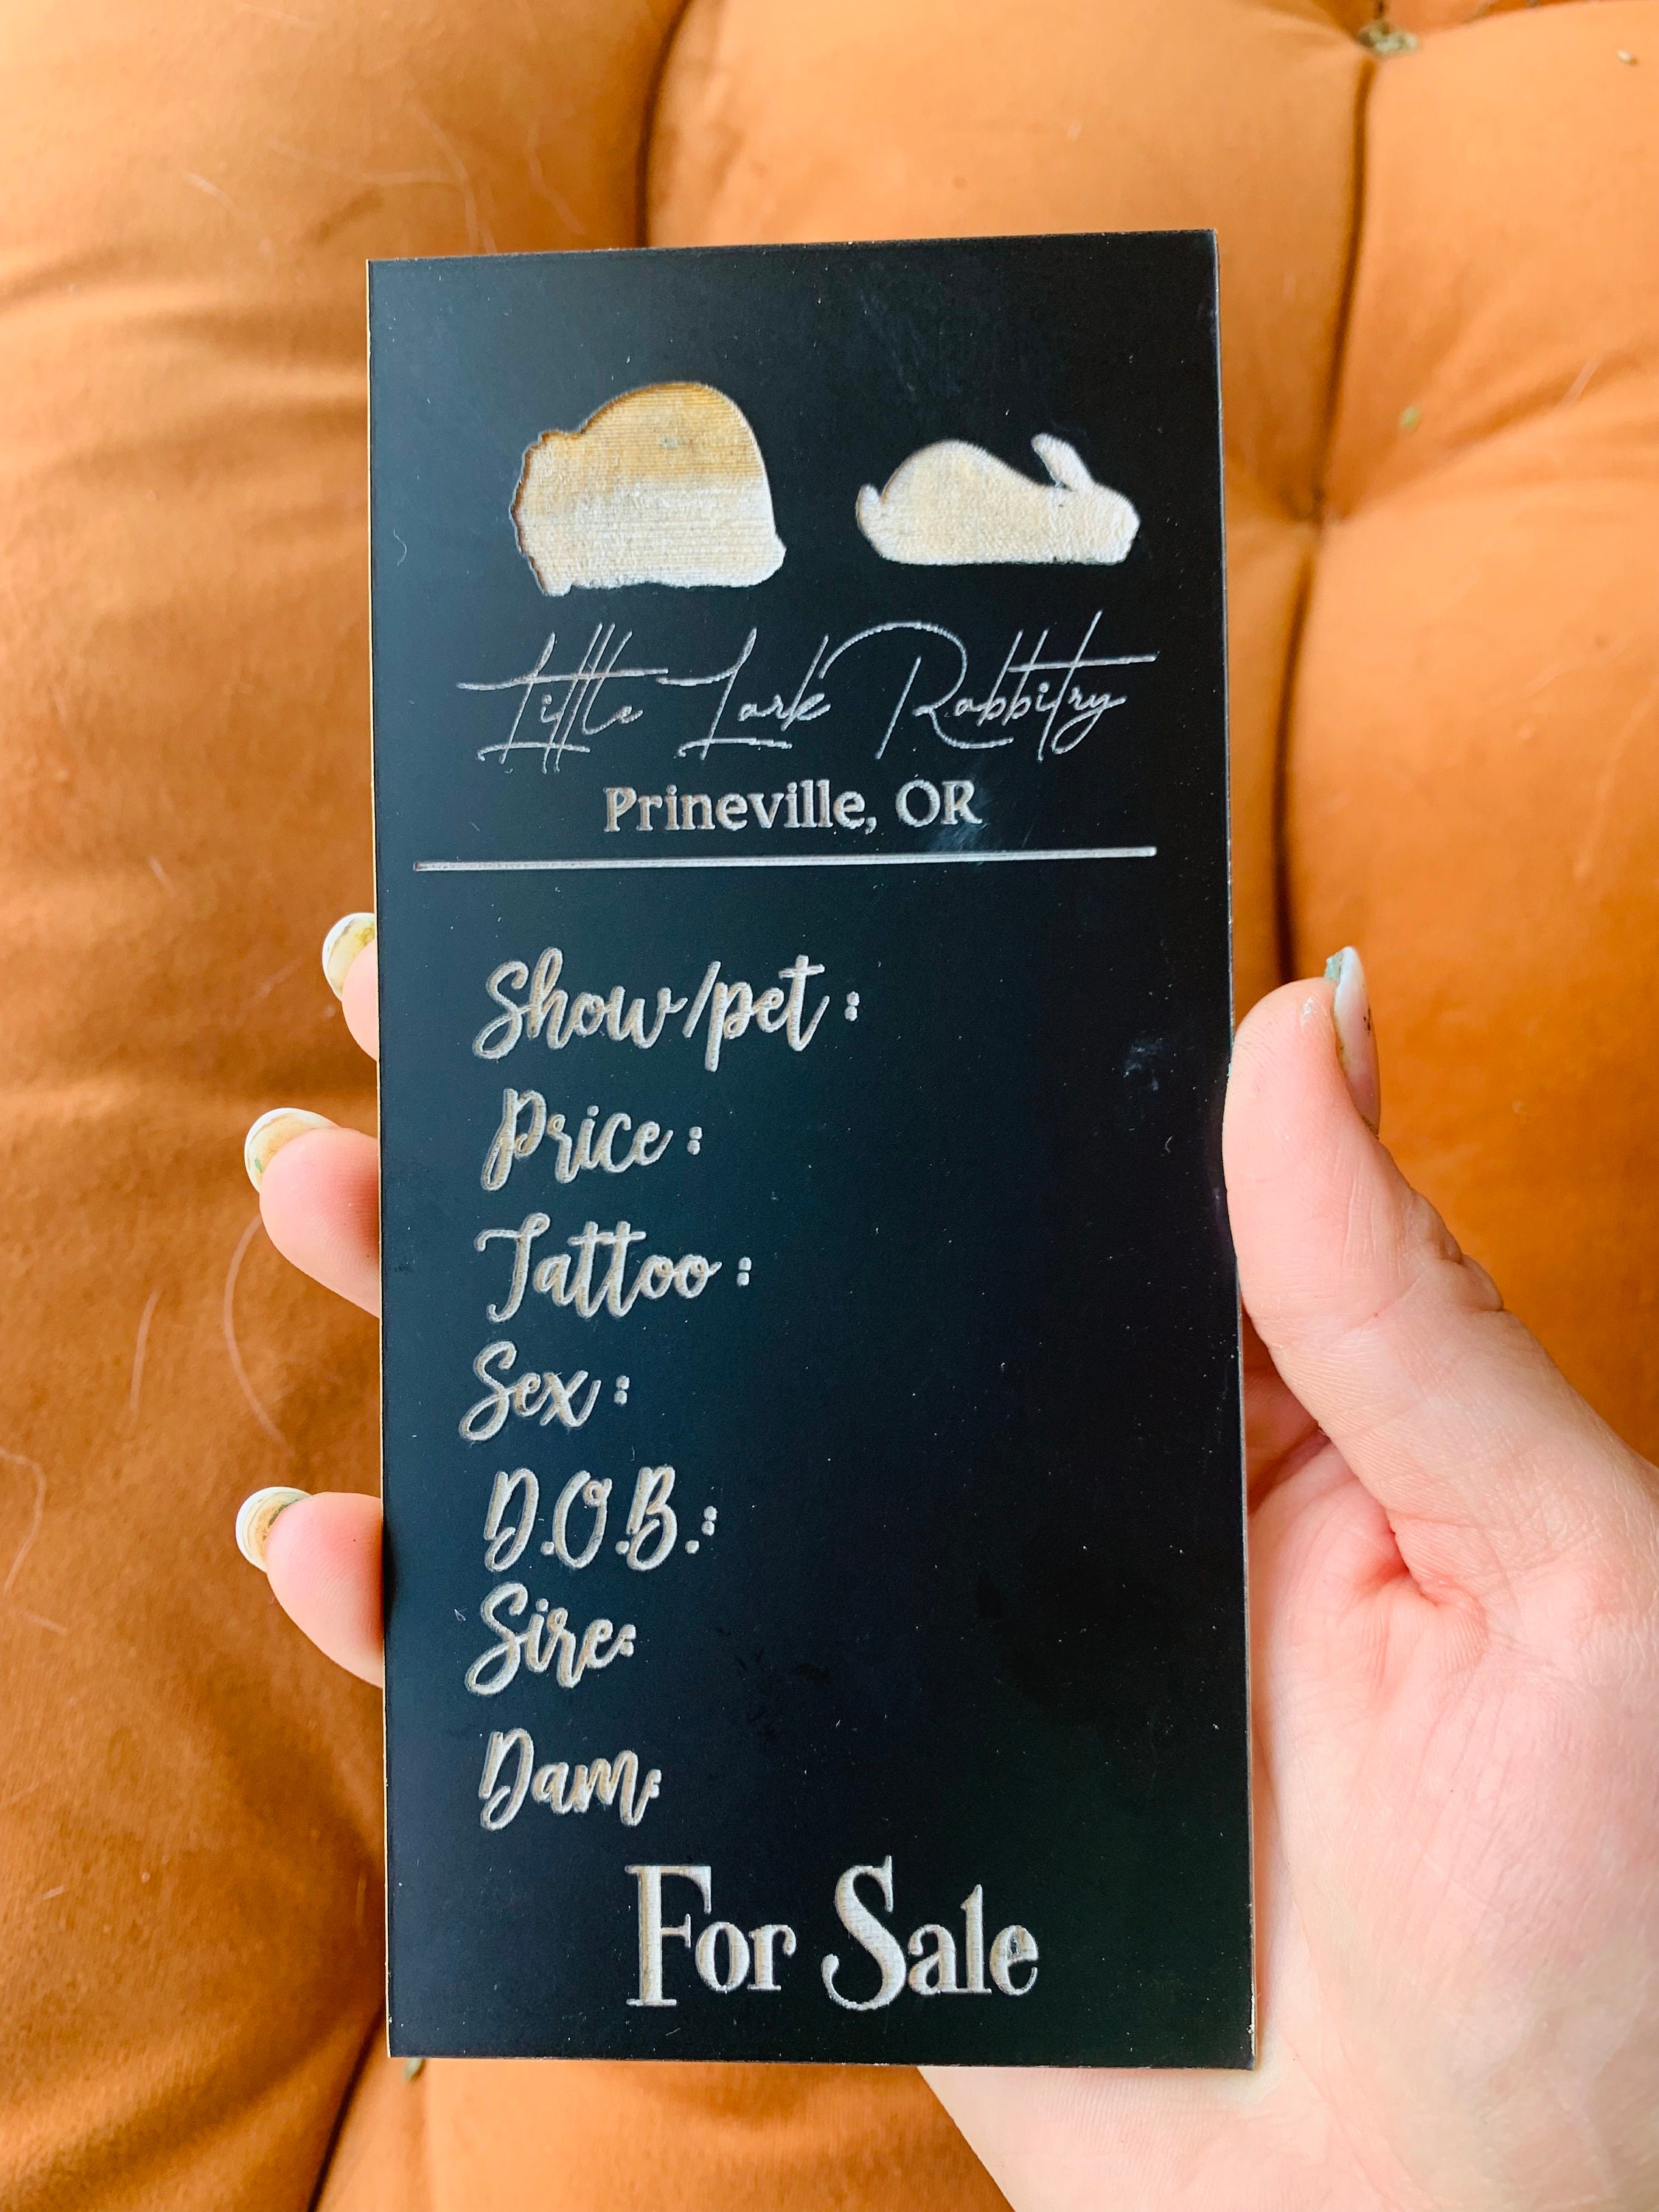 Little Lark Rabbitry
Prineville, OR
Show/pet :
Price :
Tattoo :
Sex :
D.O.B.:
Sire:
Dam:
For Sale